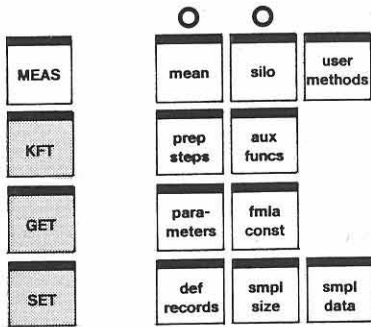 MEAS mean silo user
methods
KFT prep
steps aux
funcs
GET para-
meters fmla
const
SET def
records smpl
size smpl
data